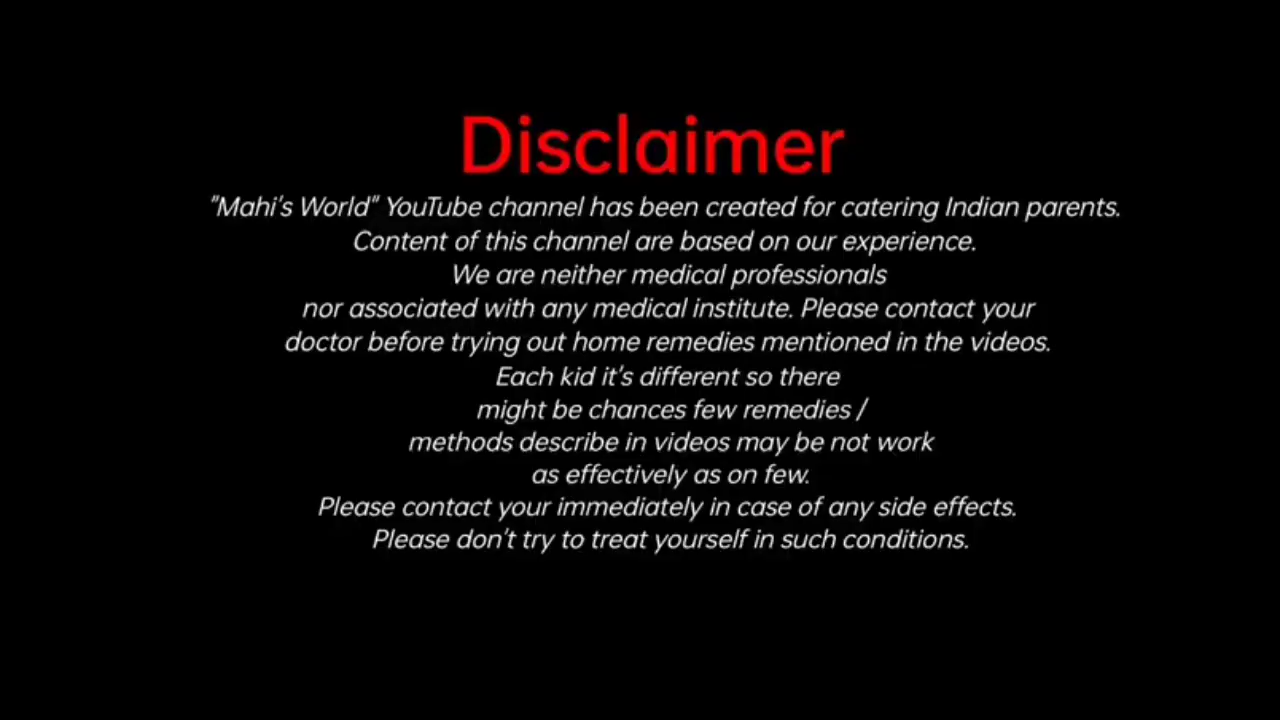 Disclaimer
"Mahi's World" YouTube channel has been created for catering Indian parents.
Content of this channel are based on our experience.
We are neither medical professionals
nor associated with any medical institute. Please contact your
doctor before trying out home remedies mentioned in the videos.
Each kid it's different so there
might be chances few remedies /
methods describe in videos may be not work
as effectively as on few.
Please contact your immediately in case of any side effects.
Please don't try to treat yourself in such conditions.